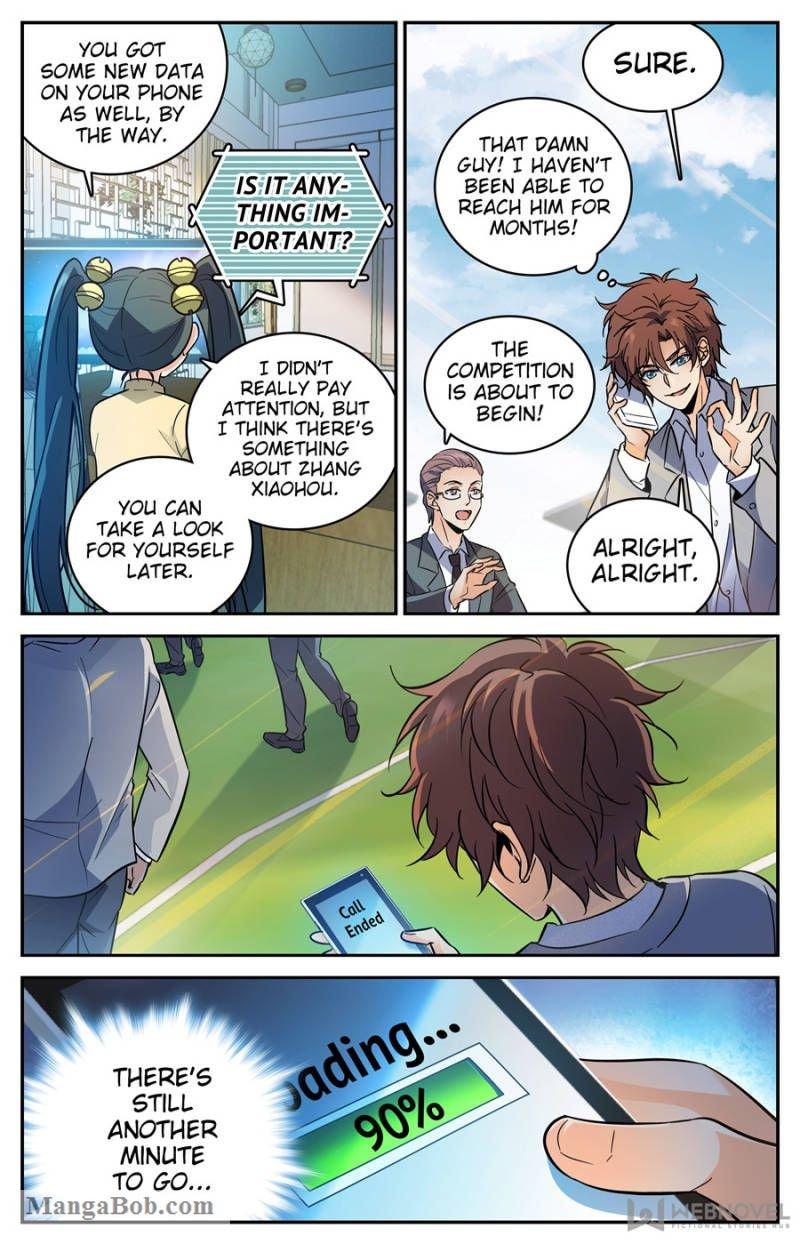 YOU GOT
SOME NEW DATA
ON YOUR PHONE
AS WELL, BY
THE WAY.
IS IT ANY-
THING IM-
PORTANT?
I DIDN'T
REALLY PAY
ATTENTION, BUT
I THINK THERE'S
SOMETHING
ABOUT ZHANG
XIAOHOU.
YOU CAN
TAKE A LOOK
FOR YOURSELF
LATER.
SURE.
THAT DAMN
GUY! I HAVEN'T
BEEN ABLE TO
REACH HIM FOR
MONTHS!
THE
COMPETITION
IS ABOUT TO
BEGIN!
ALRIGHT,
ALRIGHT.
Call
Ended
oading...
90%
THERE'S
STILL
ANOTHER
MINUTE
TO GO...
MangaBob.com
WEBNOVEL
FICTIONAL STORIES HUB